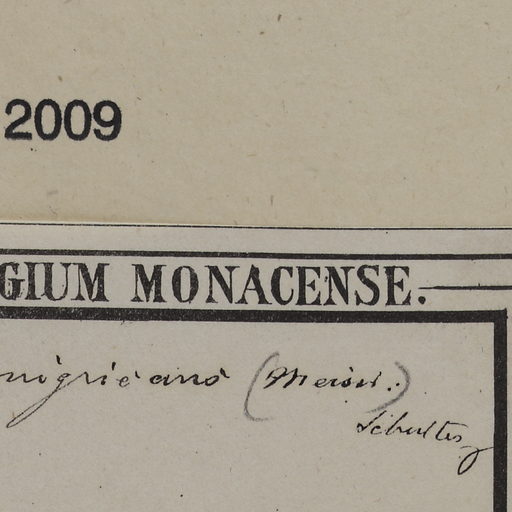 2009
GIUM MONACENSE.
nigricans (Meisn.)
Schultes